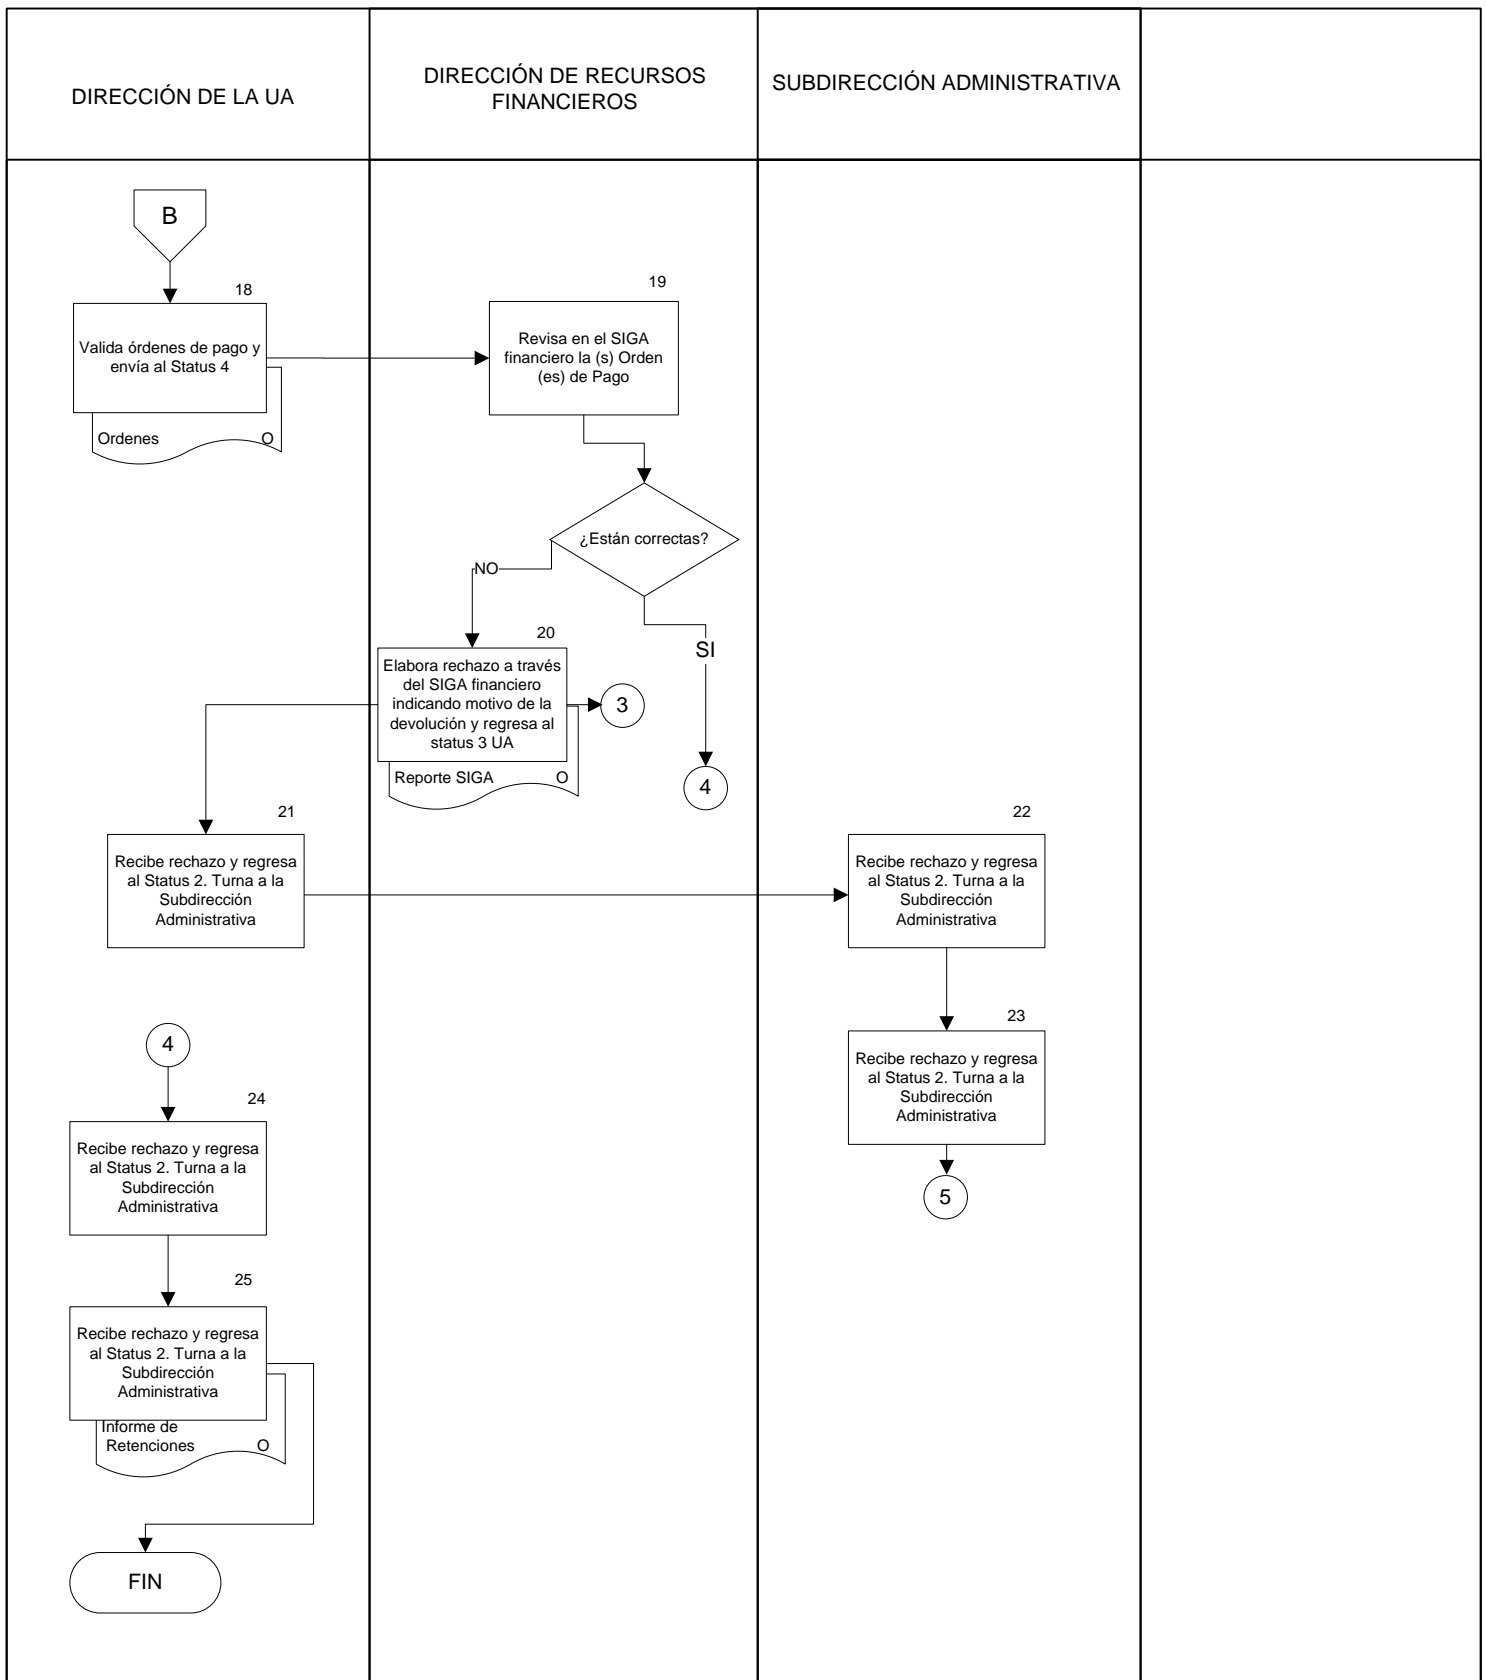 DIRECCIÓN DE LA UA
DIRECCIÓN DE RECURSOS
FINANCIEROS
SUBDIRECCIÓN ADMINISTRATIVA
B
18
Valida órdenes de pago y
envía al Status 4
Ordenes O
19
Revisa en el SIGA
financiero la (s) Orden
(es) de Pago
¿Están correctas?
NO
SI
20
Elabora rechazo a través
del SIGA financiero
indicando motivo de la
devolución y regresa al
status 3 UA
Reporte SIGA O
3
4
21
Recibe rechazo y regresa
al Status 2. Turna a la
Subdirección
Administrativa
22
Recibe rechazo y regresa
al Status 2. Turna a la
Subdirección
Administrativa
23
Recibe rechazo y regresa
al Status 2. Turna a la
Subdirección
Administrativa
5
4
24
Recibe rechazo y regresa
al Status 2. Turna a la
Subdirección
Administrativa
25
Recibe rechazo y regresa
al Status 2. Turna a la
Subdirección
Administrativa
Informe de
Retenciones O
FIN